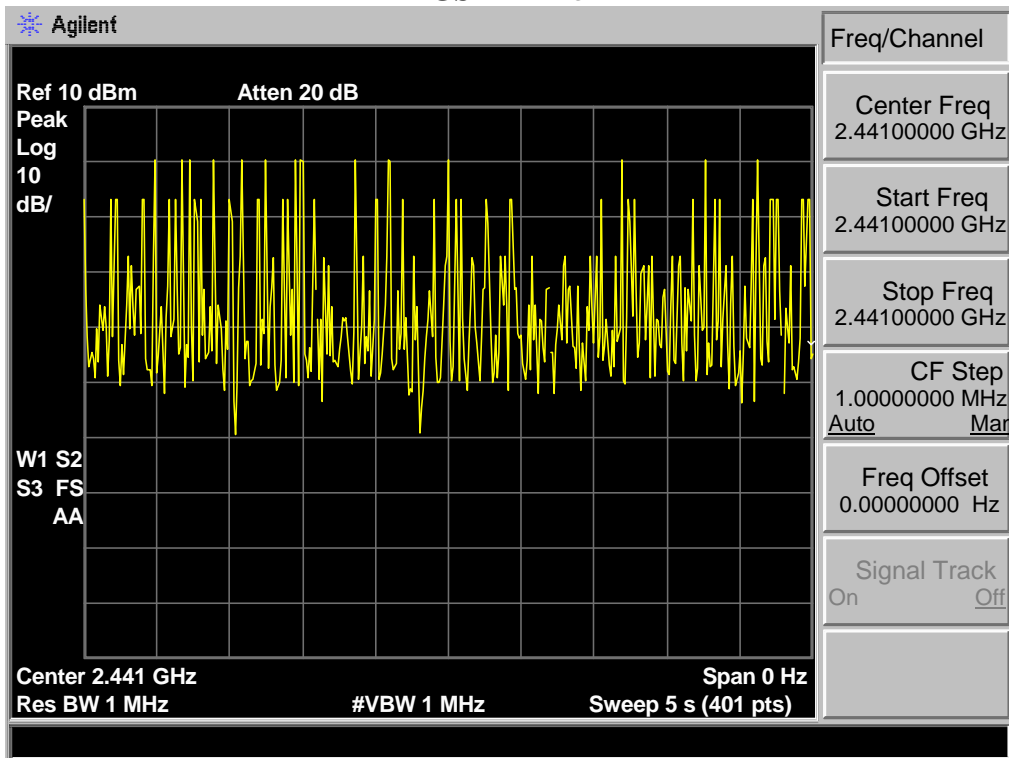 Agilent
Freq/Channel
Ref 10 dBm Atten 20 dB
Peak
Log
10
dB/
W1 S2
S3 FS
AA
Center 2.441 GHz Span 0 Hz
Res BW 1 MHz #VBW 1 MHz Sweep 5 s (401 pts)
Center Freq
2.44100000 GHz
Start Freq
2.44100000 GHz
Stop Freq
2.44100000 GHz
CF Step
1.00000000 MHz
Auto Mar
Freq Offset
0.00000000 Hz
Signal Track
On Off